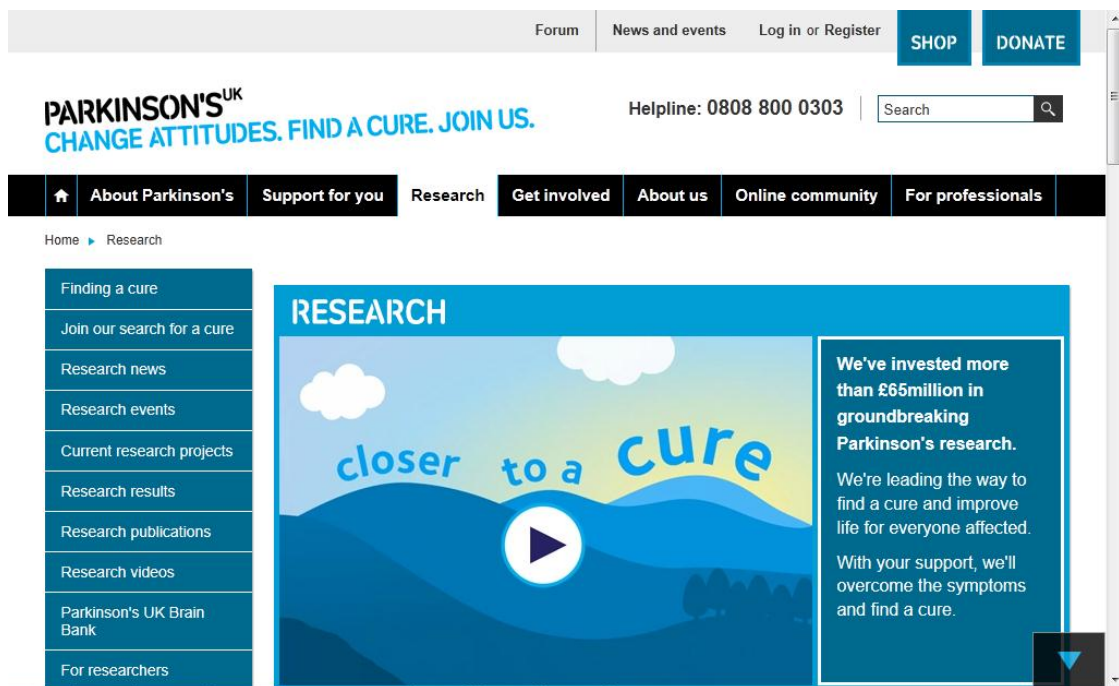 Forum News and events Log in or Register SHOP DONATE
PARKINSON'S UK
CHANGE ATTITUDES. FIND A CURE. JOIN US.
Helpline: 0808 800 0303 Search
About Parkinson's Support for you Research Get involved About us Online community For professionals
Home Research
Finding a cure
Join our search for a cure
Research news
Research events
Current research projects
Research results
Research publications
Research videos
Parkinson's UK Brain
Bank
For researchers
RESEARCH
closer to a cure
We've invested more
than £65million in
groundbreaking
Parkinson's research.
We're leading the way to
find a cure and improve
life for everyone affected.
With your support, we'll
overcome the symptoms
and find a cure.